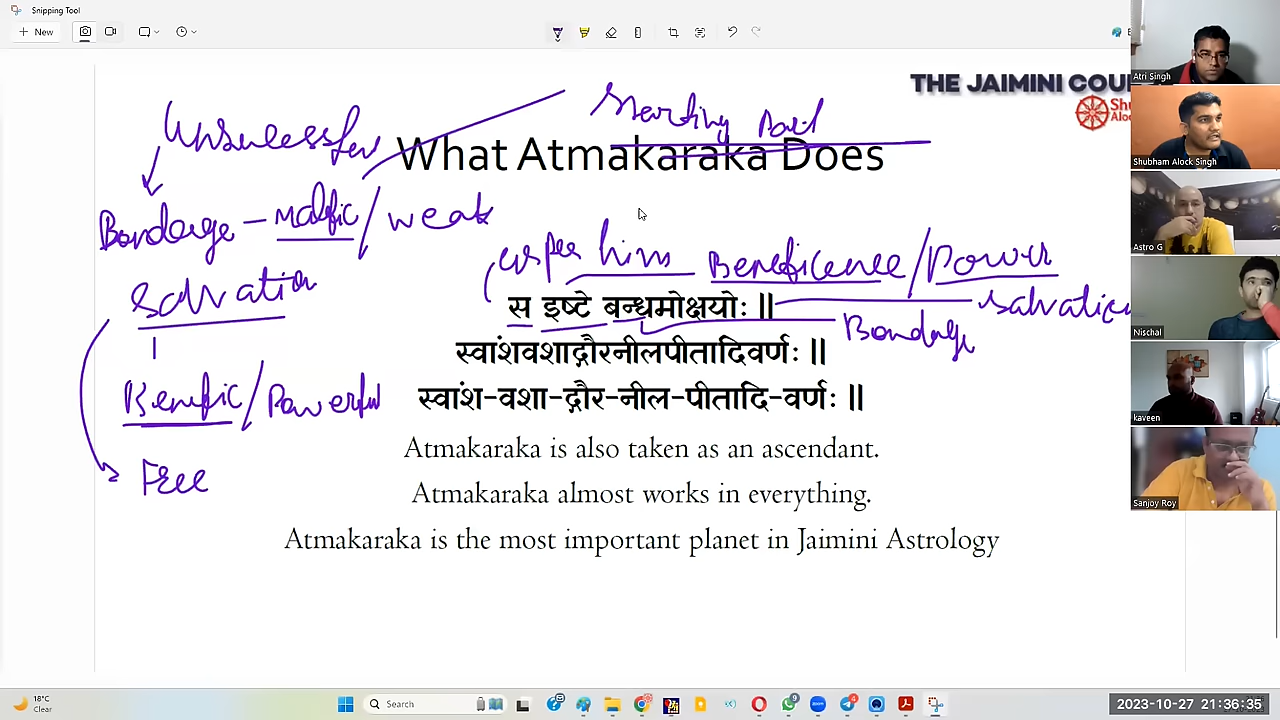 Snipping Tool
New
THE JAIMINI COU
Shu
Aloc
Starting
What Atmakaraka Does
Bondage - malefic / weak
Salvation
Benefic / Powerful
Free
as per him Beneficence / Power
स इष्टे बन्धमोक्षयोः ॥
Salvation
Bondage
स्वांशवशाद्गौरनीलपीतादिवर्णः ॥
स्वांश-वशा-द्गौर-नील-पीतादि-वर्णः ॥
Atmakaraka is also taken as an ascendant.
Atmakaraka almost works in everything.
Atmakaraka is the most important planet in Jaimini Astrology
Atri Singh
Shubham Alock Singh
Astro G
Nischal
kaveen
Sanjoy Roy
18°C
Clear
Search
2023-10-27 21:36:35